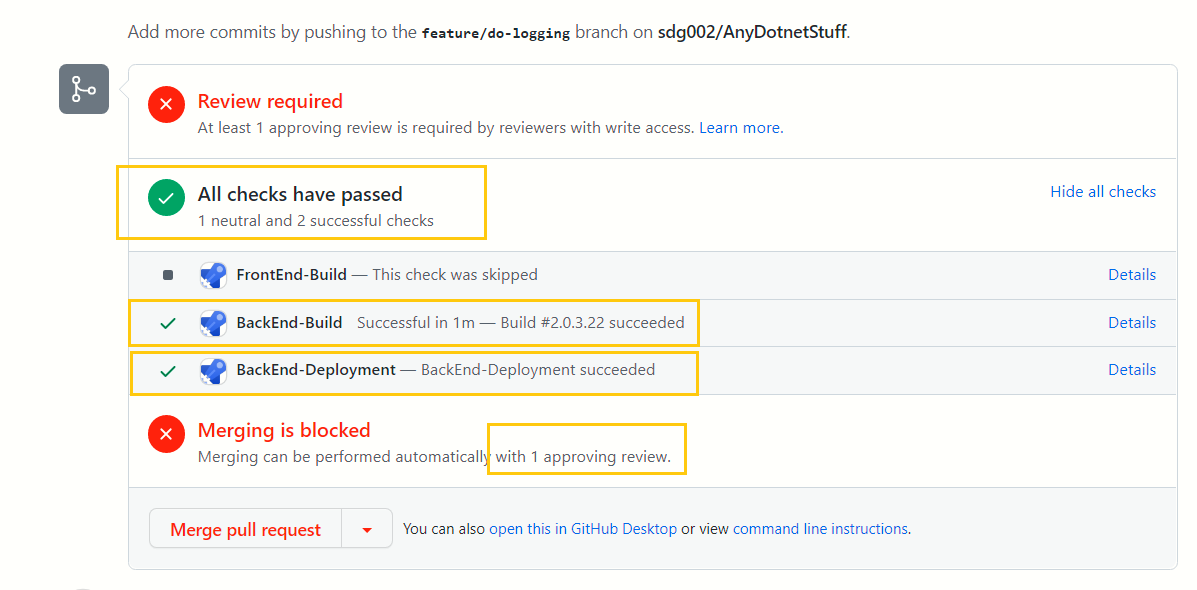 Add more commits by pushing to the feature/do-logging branch on sdg002/AnyDotnetStuff.
Review required
At least 1 approving review is required by reviewers with write access. Learn more.
All checks have passed
1 neutral and 2 successful checks
Hide all checks
FrontEnd-Build — This check was skipped
Details
BackEnd-Build Successful in 1m — Build #2.0.3.22 succeeded
Details
BackEnd-Deployment — BackEnd-Deployment succeeded
Details
Merging is blocked
Merging can be performed automatically with 1 approving review.
Merge pull request
You can also open this in GitHub Desktop or view command line instructions.